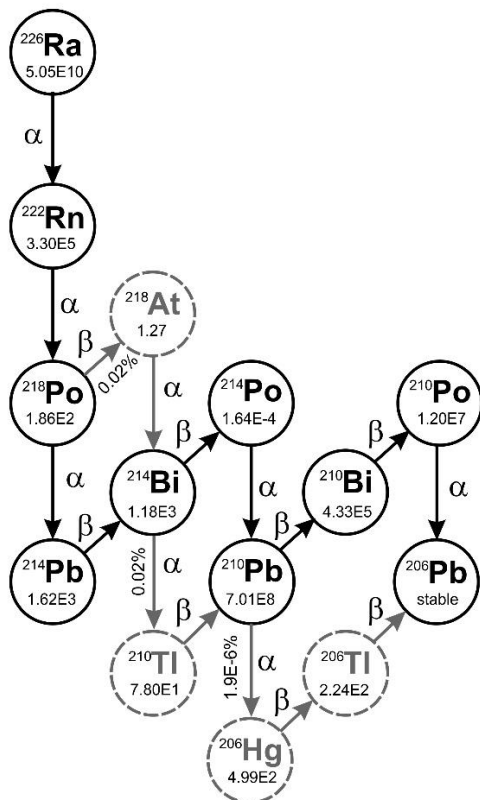 226Ra
5.05E10
α
222Rn
3.30E5
α
218At
1.27
β
0.02%
218Po
1.86E2
α
214Po
1.64E-4
210Po
1.20E7
α
β
β
214Bi
1.18E3
α
210Bi
4.33E5
α
β
β
214Pb
1.62E3
0.02%
α
210Pb
7.01E8
206Pb
stable
β
β
210Tl
7.80E1
1.9E-6%
α
206Tl
2.24E2
β
206Hg
4.99E2